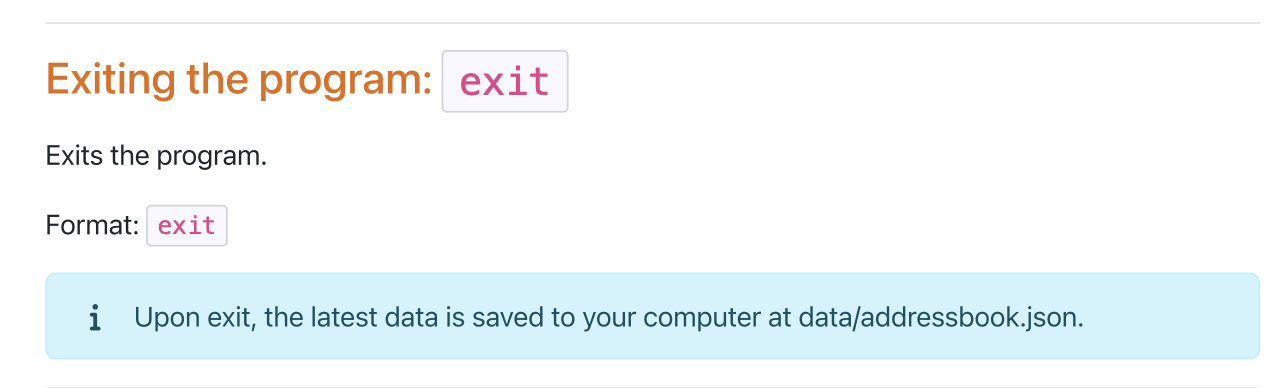 Exiting the program: exit
Exits the program.
Format: exit
Upon exit, the latest data is saved to your computer at data/addressbook.json.